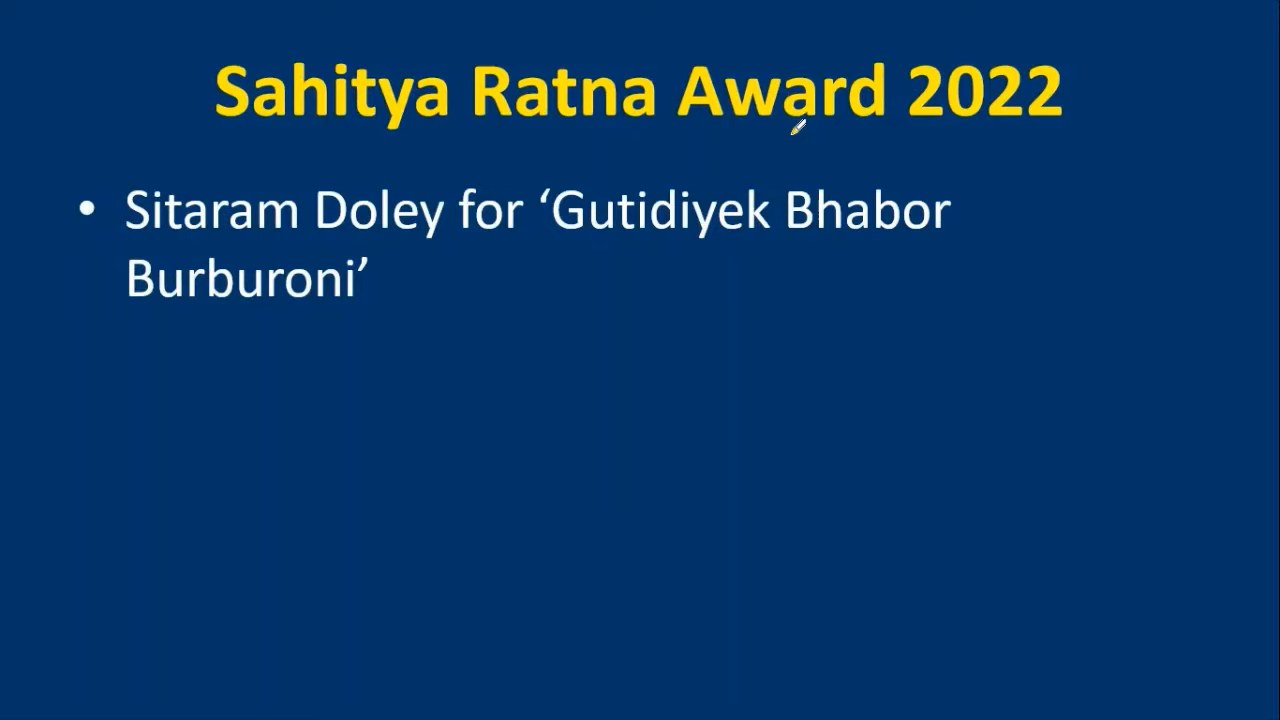 Sahitya Ratna Award 2022
• Sitaram Doley for ‘Gutidiyek Bhabor
Burburoni’